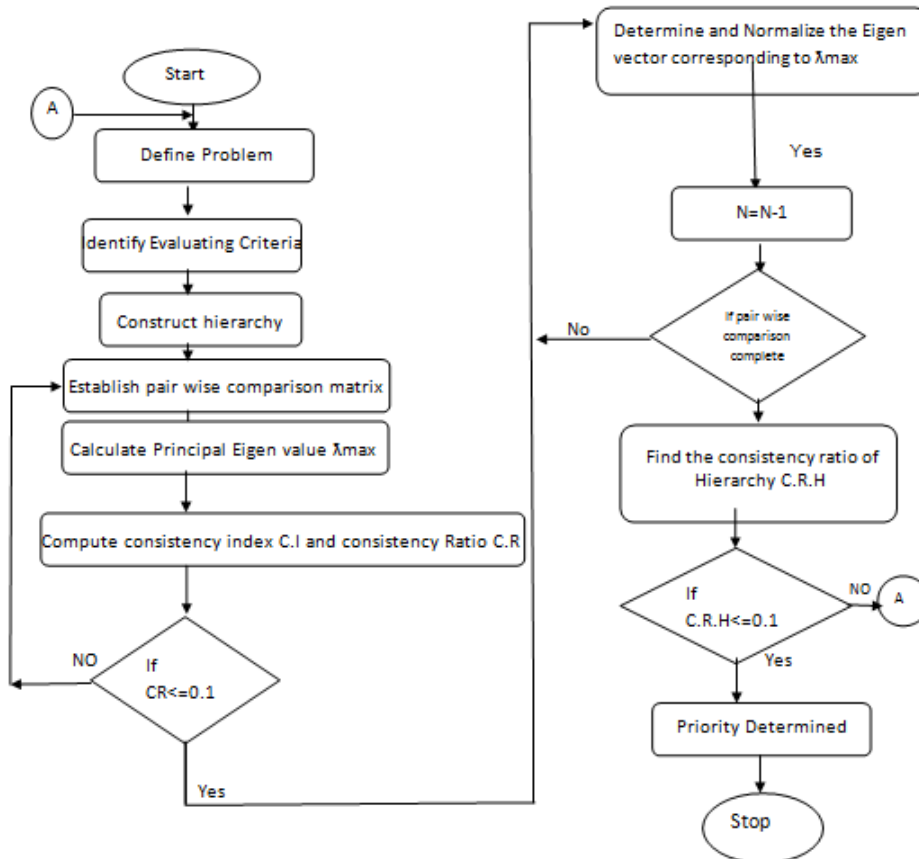 Start
A
Define Problem
Identify Evaluating Criteria
Construct hierarchy
Establish pair wise comparison matrix
Calculate Principal Eigen value λmax
Compute consistency index C.I and consistency Ratio C.R
NO
If
CR<=0.1
Yes
Determine and Normalize the Eigen
vector corresponding to λmax
Yes
N=N-1
No
If pair wise
comparison
complete
Find the consistency ratio of
Hierarchy C.R.H
If
C.R.H<=0.1
NO
A
Yes
Priority Determined
Stop